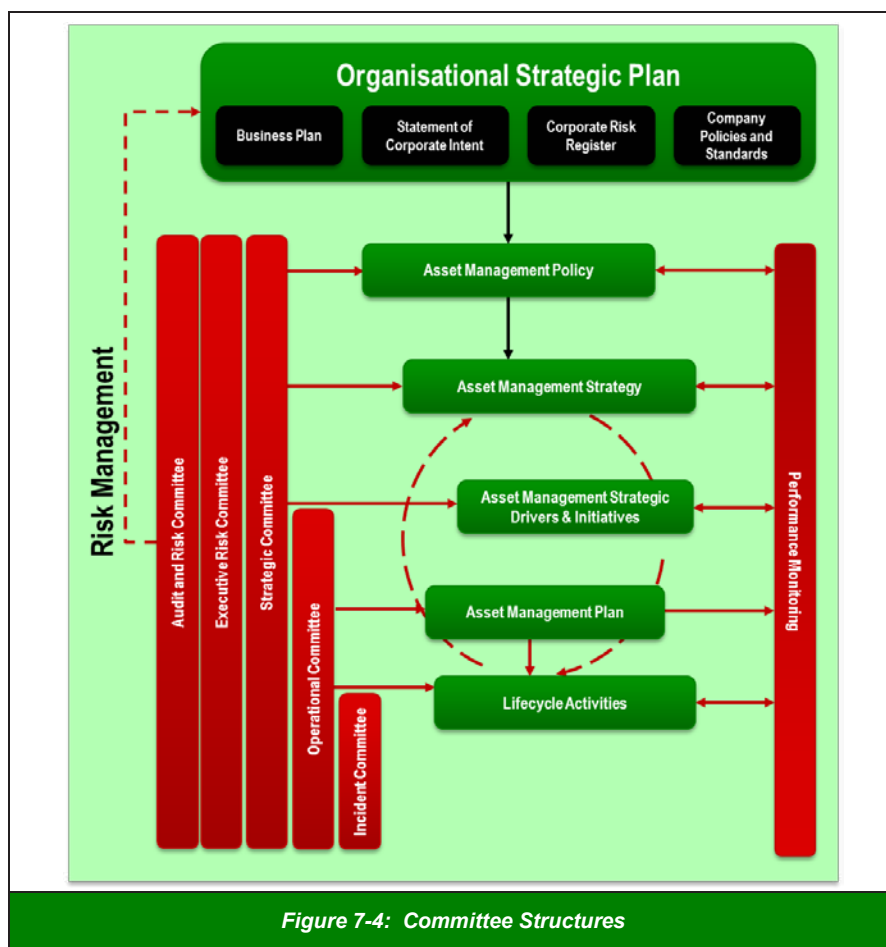 Organisational Strategic Plan
Business Plan
Statement of
Corporate Intent
Corporate Risk
Register
Company
Policies and
Standards
Risk Management
Audit and Risk Committee
Executive Risk Committee
Strategic Committee
Operational Committee
Incident Committee
Asset Management Policy
Asset Management Strategy
Asset Management Strategic
Drivers & Initiatives
Asset Management Plan
Lifecycle Activities
Performance Monitoring
Figure 7-4: Committee Structures